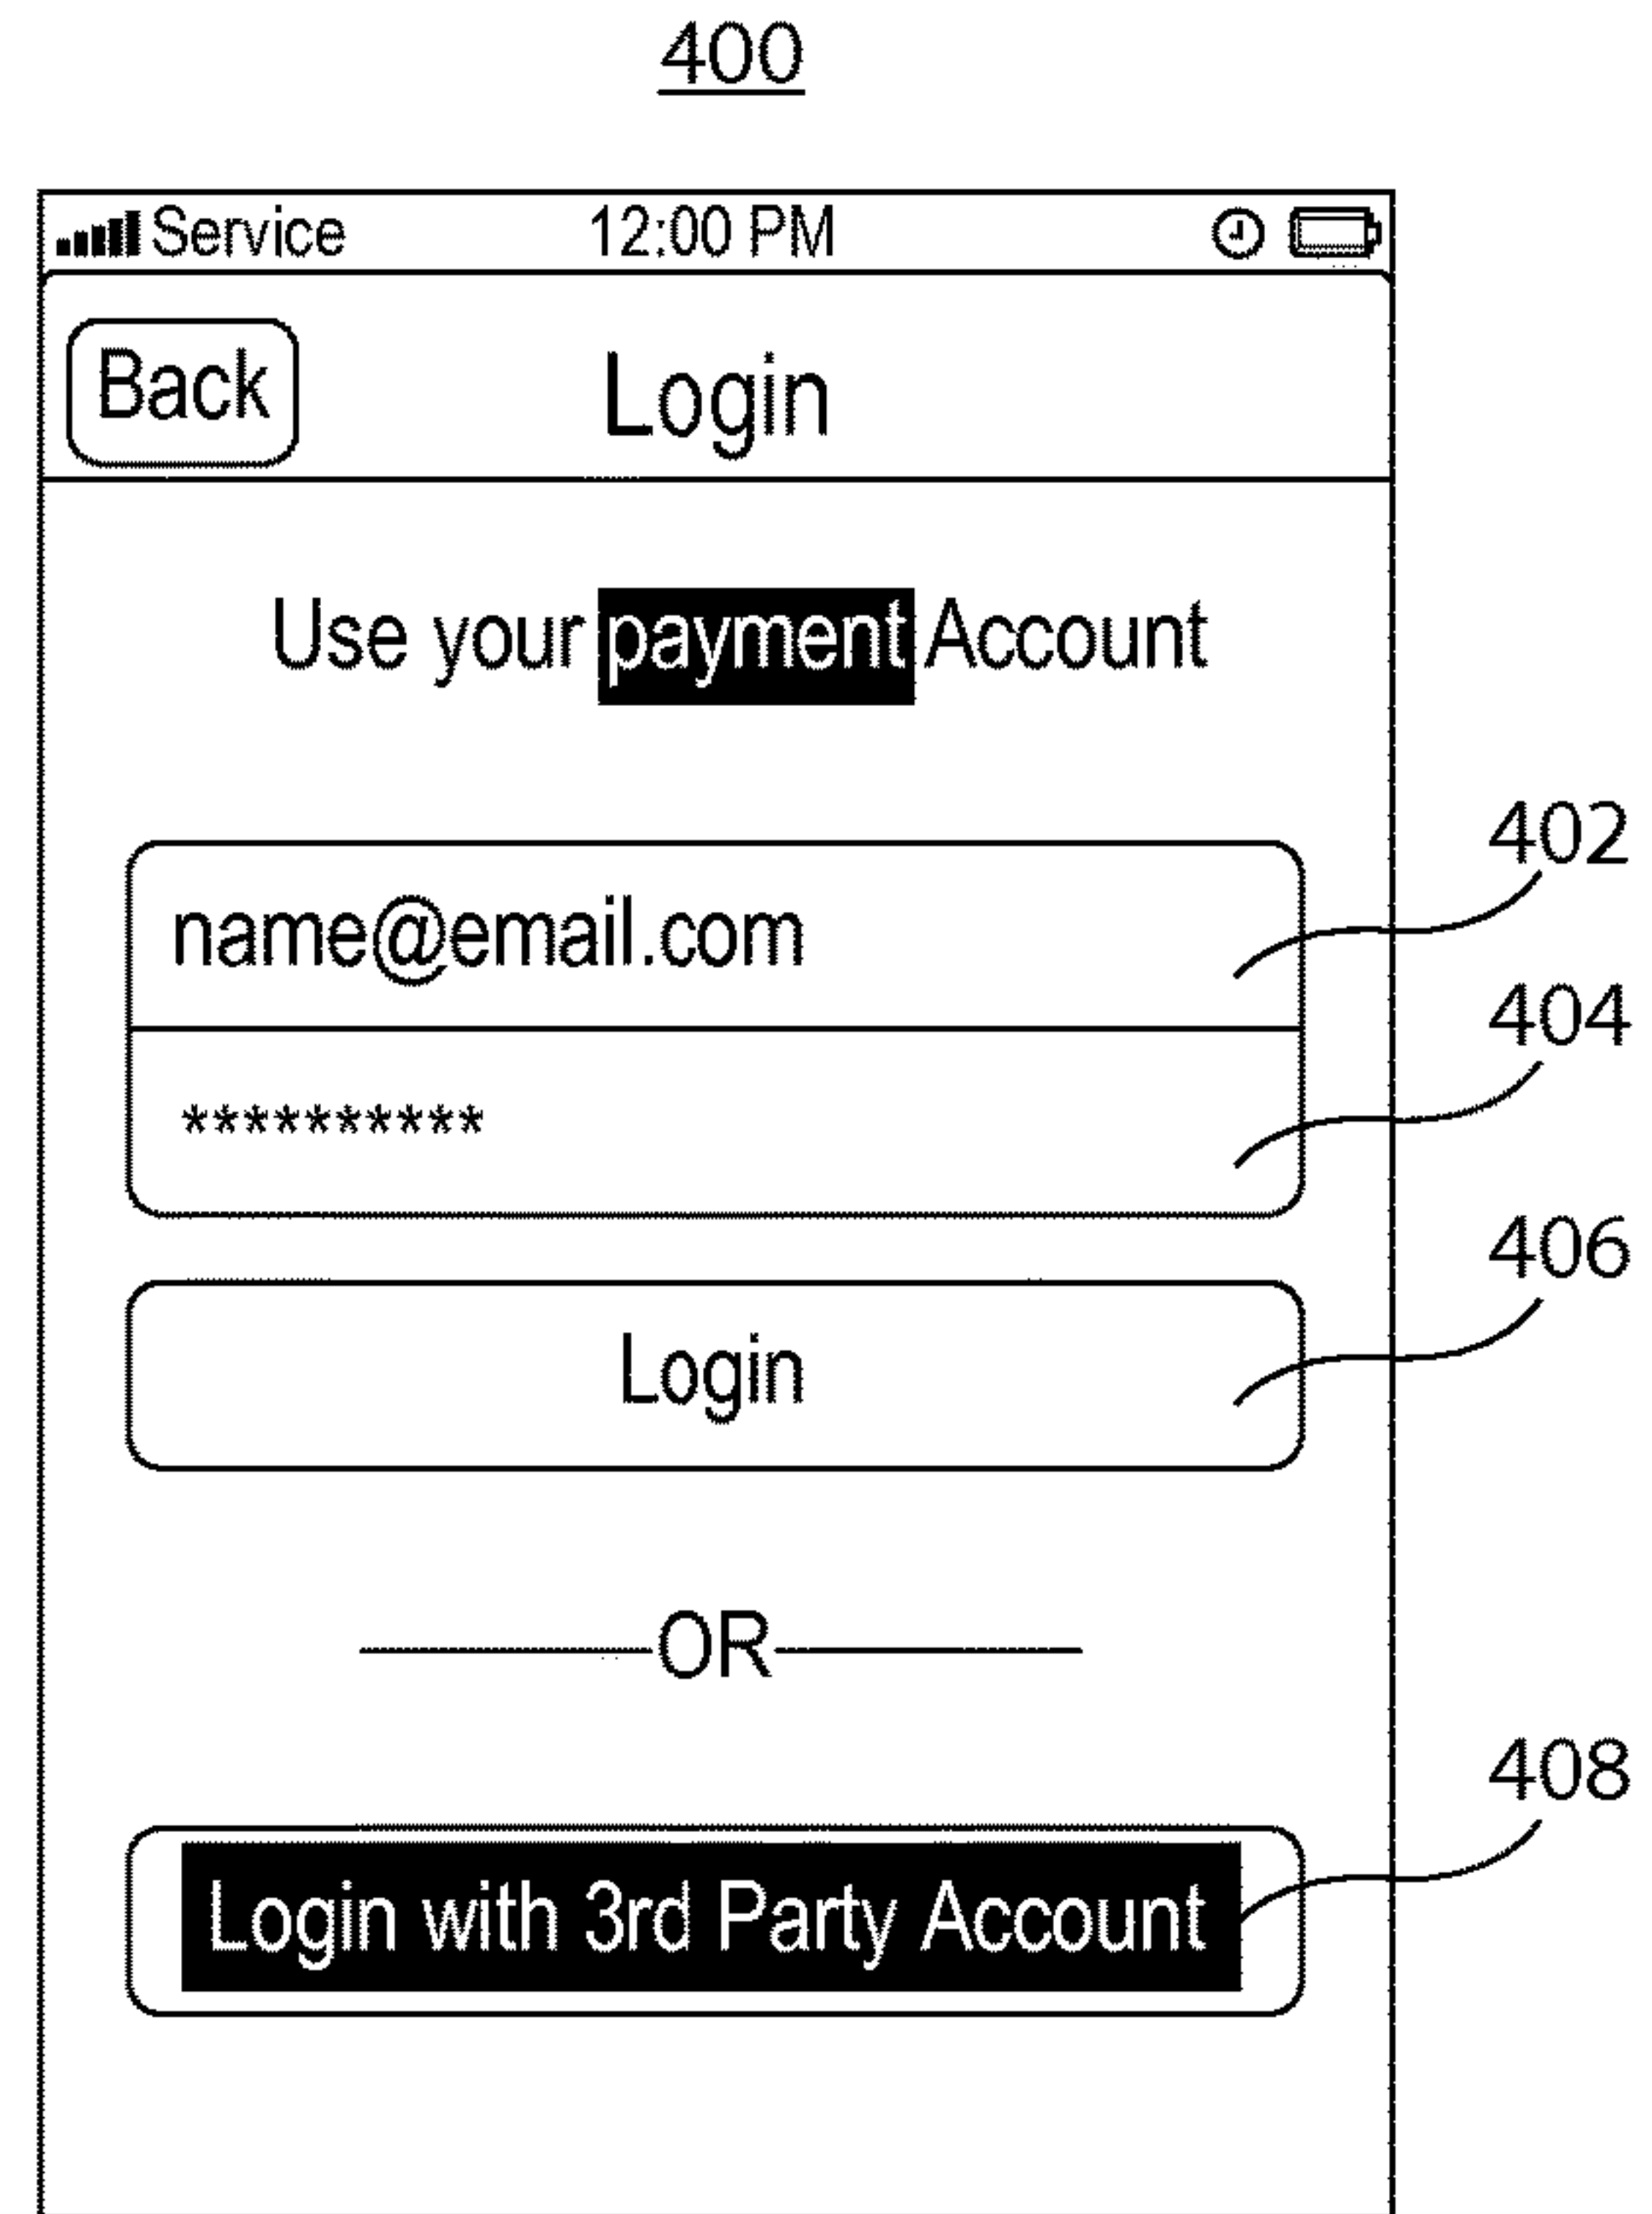 400
Service 12:00 PM
Back Login
Use your payment Account
402
name@email.com
404
**********
406
Login
OR
408
Login with 3rd Party Account